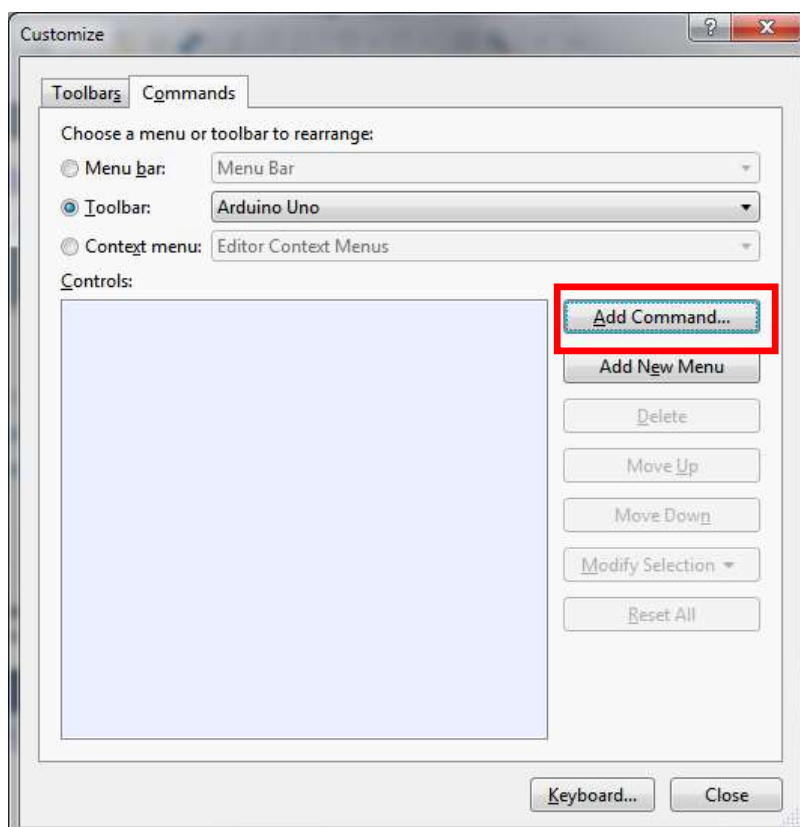 Customize
Toolbars Commands
Choose a menu or toolbar to rearrange:
Menu bar: Menu Bar
Toolbar: Arduino Uno
Context menu: Editor Context Menus
Controls:
Add Command...
Add New Menu
Delete
Move Up
Move Down
Modify Selection
Reset All
Keyboard... Close